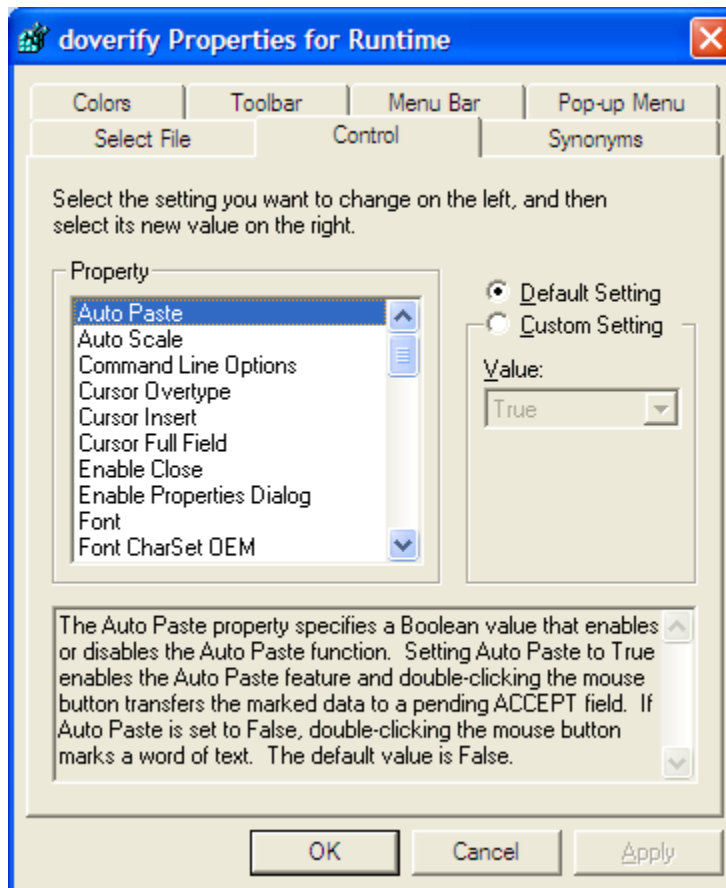 doverify Properties for Runtime
Colors
Toolbar
Menu Bar
Pop-up Menu
Select File
Control
Synonyms
Select the setting you want to change on the left, and then
select its new value on the right.
Property
Auto Paste
Auto Scale
Command Line Options
Cursor Overtype
Cursor Insert
Cursor Full Field
Enable Close
Enable Properties Dialog
Font
Font CharSet OEM
Default Setting
Custom Setting
Value:
True
The Auto Paste property specifies a Boolean value that enables
or disables the Auto Paste function. Setting Auto Paste to True
enables the Auto Paste feature and double-clicking the mouse
button transfers the marked data to a pending ACCEPT field. If
Auto Paste is set to False, double-clicking the mouse button
marks a word of text. The default value is False.
OK
Cancel
Apply